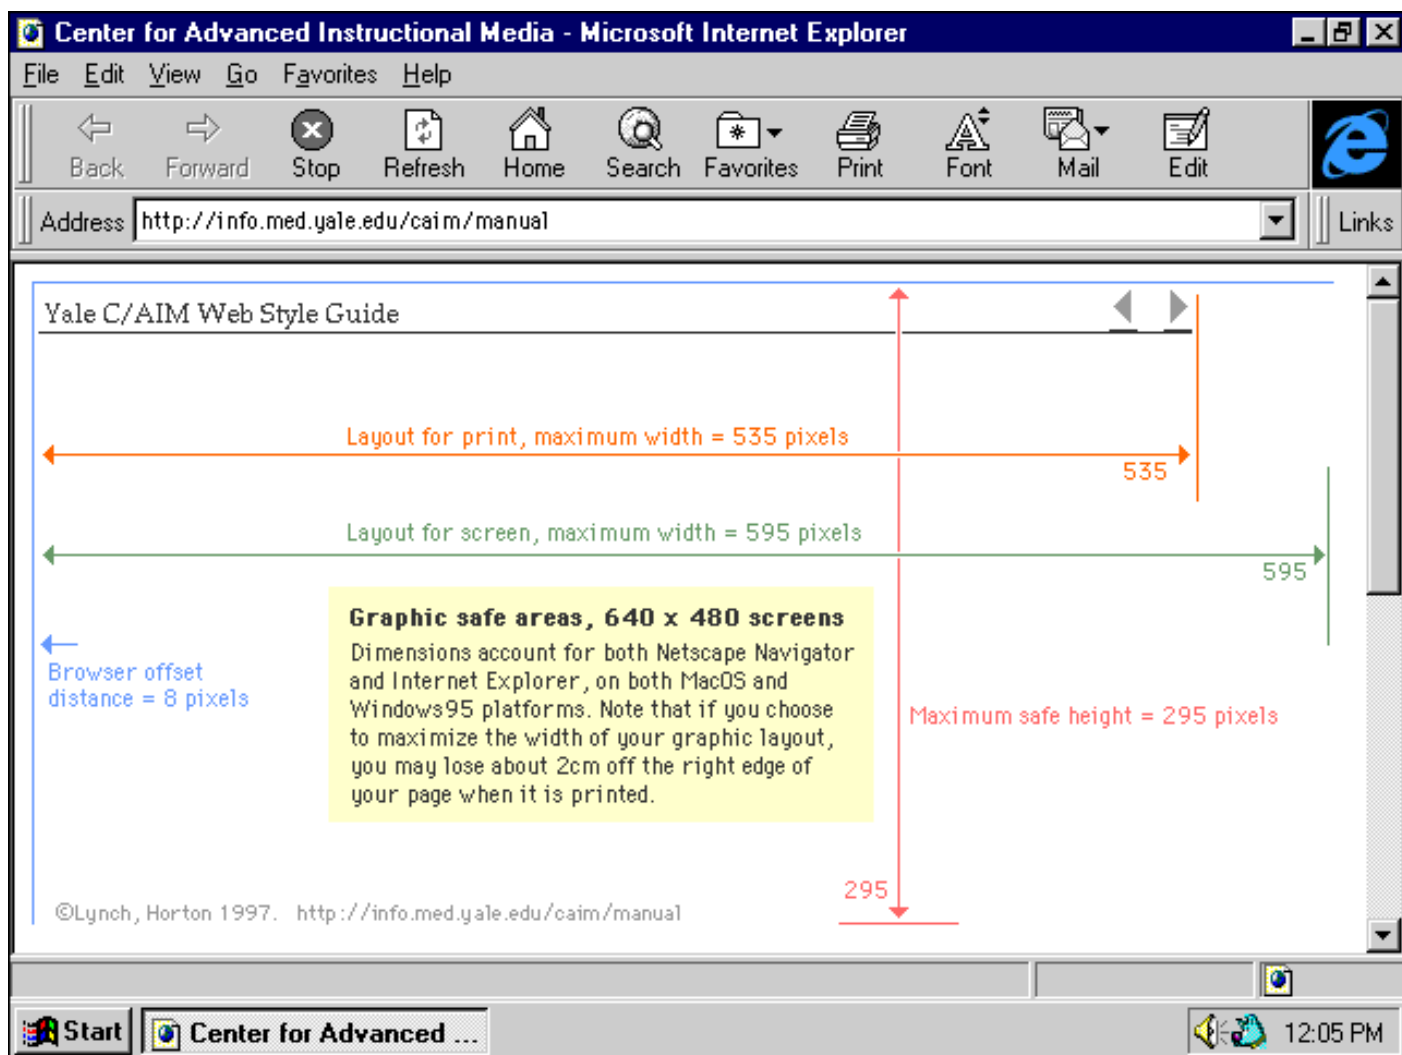 Center for Advanced Instructional Media - Microsoft Internet Explorer
File Edit View Go Favorites Help
Back Forward Stop Refresh Home Search Favorites Print Font Mail Edit
Address http://info.med.yale.edu/caim/manual Links
Yale C/AIM Web Style Guide
Layout for print, maximum width = 535 pixels
535
Layout for screen, maximum width = 595 pixels
595
Graphic safe areas, 640 x 480 screens
Dimensions account for both Netscape Navigator
and Internet Explorer, on both MacOS and
Windows95 platforms. Note that if you choose
to maximize the width of your graphic layout,
you may lose about 2cm off the right edge of
your page when it is printed.
Browser offset
distance = 8 pixels
Maximum safe height = 295 pixels
295
©Lynch, Horton 1997. http://info.med.yale.edu/caim/manual
Start Center for Advanced ... 12:05 PM